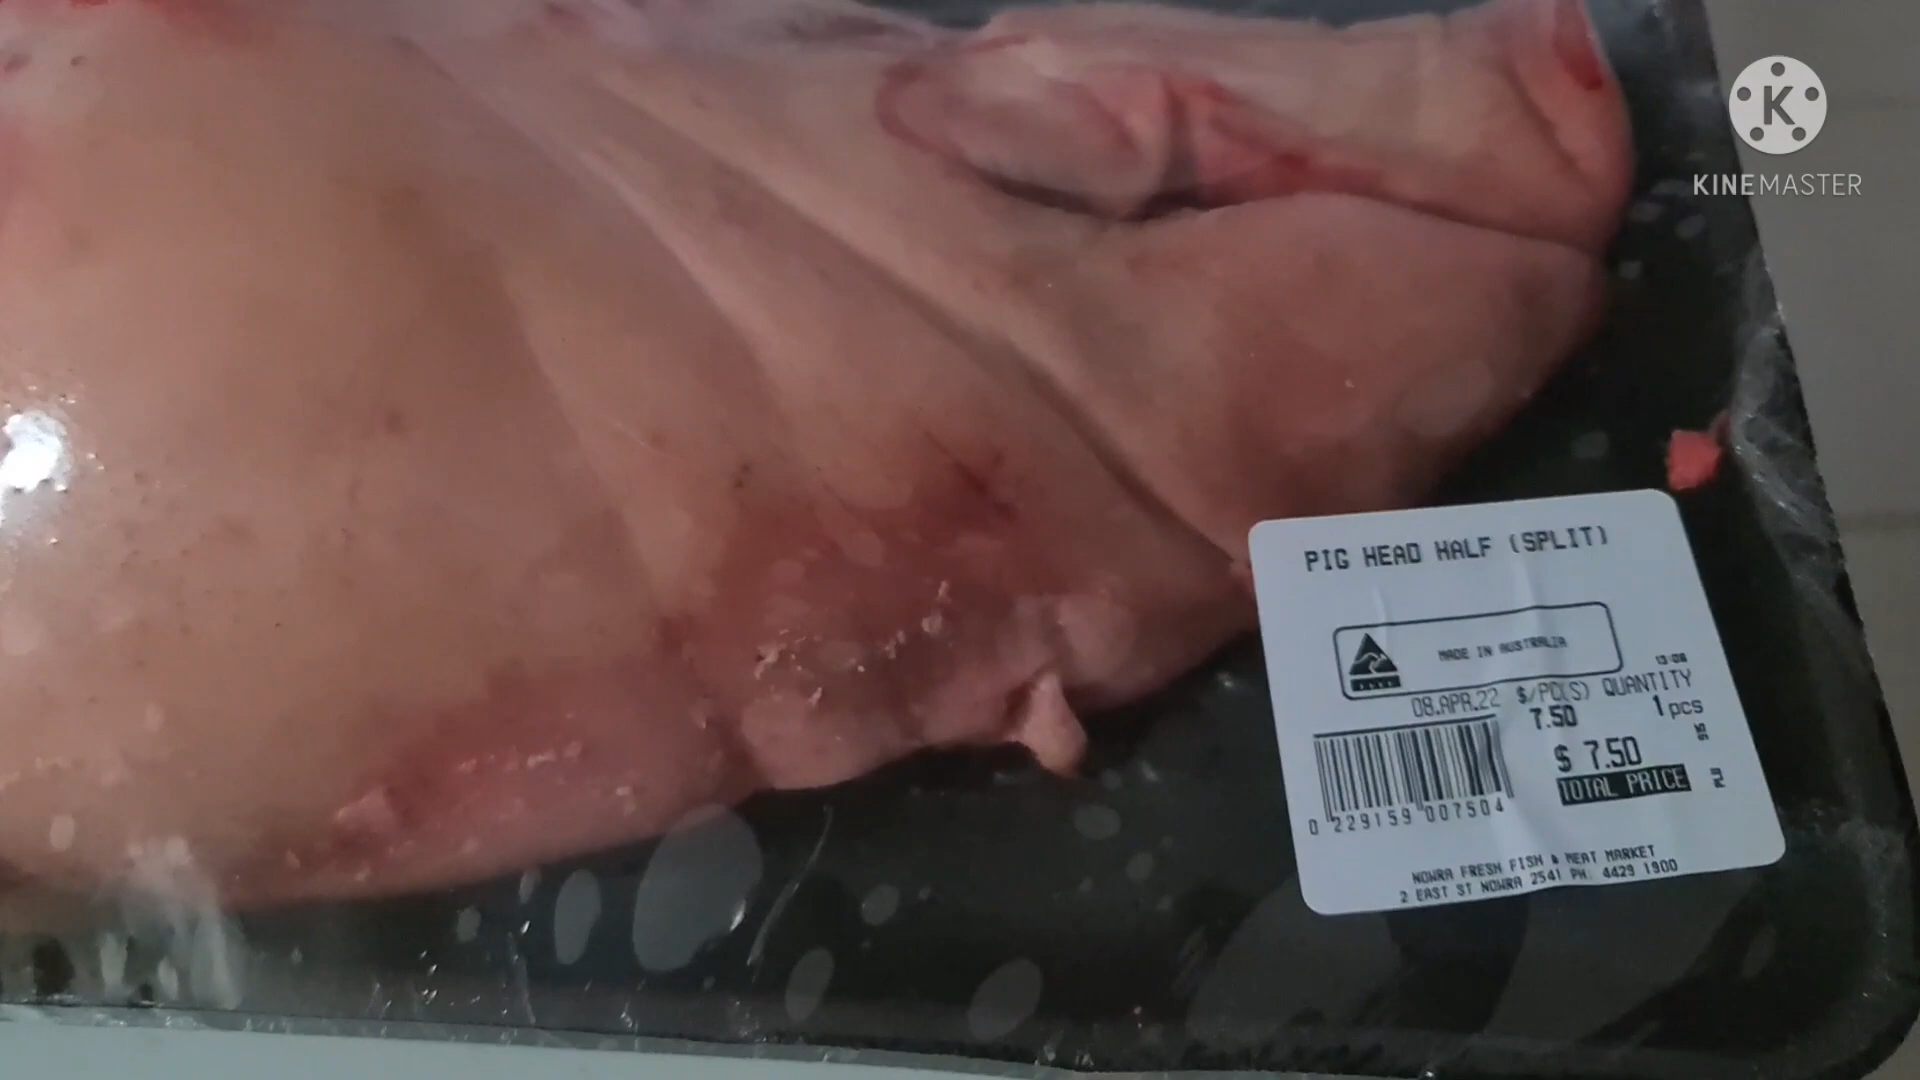 K
KINEMASTER
PIG HEAD HALF (SPLIT)
MADE IN AUSTRALIA
13:08
08.APR.22 $/PC(S) QUANTITY
7.50 1 pcs
$ 7.50
TOTAL PRICE
0 229159 007504
NOWRA FRESH FISH & MEAT MARKET
2 EAST ST NOWRA 2541 PH: 4429 1900